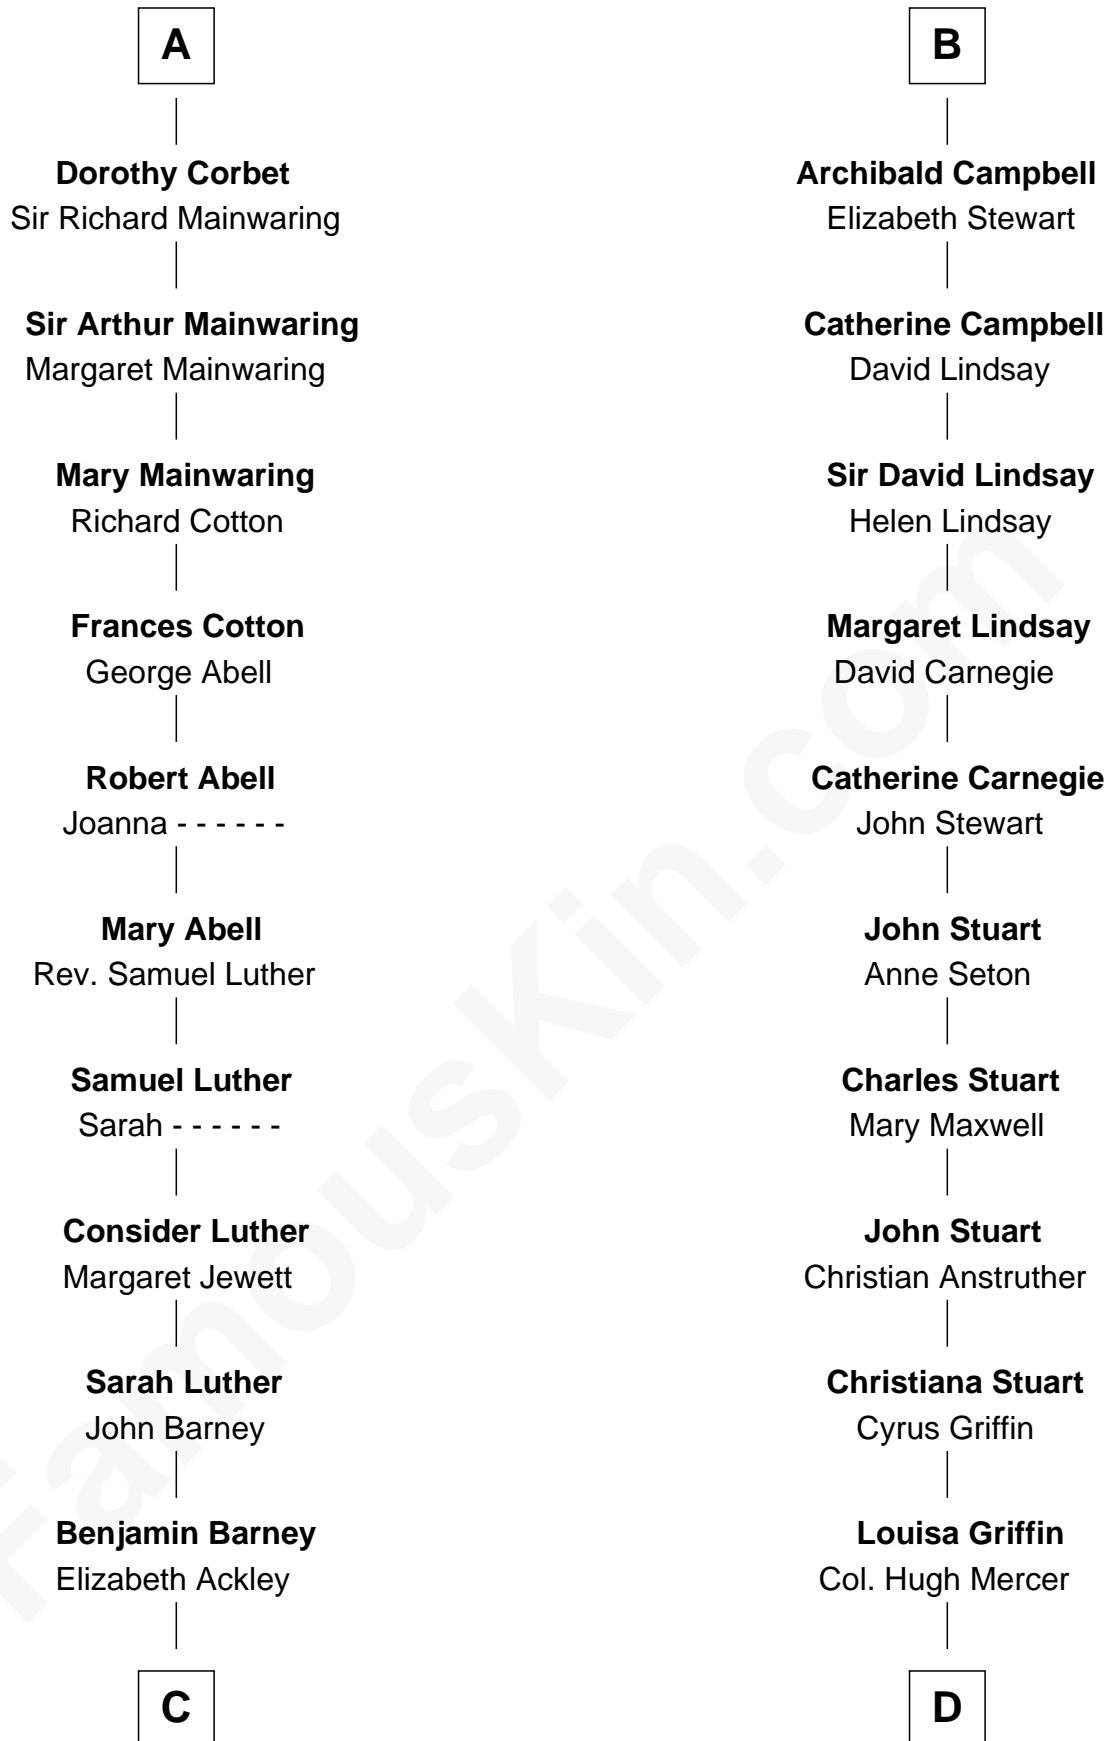 A
Dorothy Corbet
Sir Richard Mainwaring
Sir Arthur Mainwaring
Margaret Mainwaring
Mary Mainwaring
Richard Cotton
Frances Cotton
George Abell
Robert Abell
Joanna - - - - - -
Mary Abell
Rev. Samuel Luther
Samuel Luther
Sarah - - - - - -
Consider Luther
Margaret Jewett
Sarah Luther
John Barney
Benjamin Barney
Elizabeth Ackley
C
B
Archibald Campbell
Elizabeth Stewart
Catherine Campbell
David Lindsay
Sir David Lindsay
Helen Lindsay
Margaret Lindsay
David Carnegie
Catherine Carnegie
John Stewart
John Stuart
Anne Seton
Charles Stuart
Mary Maxwell
John Stuart
Christian Anstruther
Christiana Stuart
Cyrus Griffin
Louisa Griffin
Col. Hugh Mercer
D
FamousKin.com